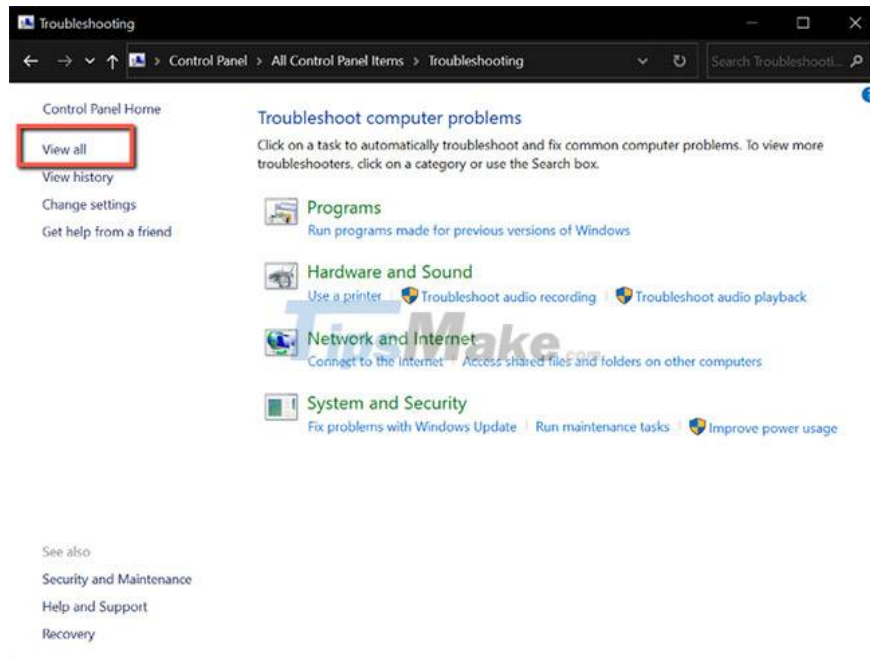 Troubleshooting
Control Panel > All Control Panel Items > Troubleshooting
Search Troubleshooti...
Control Panel Home
View all
View history
Change settings
Get help from a friend
Troubleshoot computer problems
Click on a task to automatically troubleshoot and fix common computer problems. To view more
troubleshooters, click on a category or use the Search box.
Programs
Run programs made for previous versions of Windows
Hardware and Sound
Use a printer
Troubleshoot audio recording
Troubleshoot audio playback
TipsMake.com
Network and Internet
Connect to the Internet
Access shared files and folders on other computers
System and Security
Fix problems with Windows Update
Run maintenance tasks
Improve power usage
See also
Security and Maintenance
Help and Support
Recovery